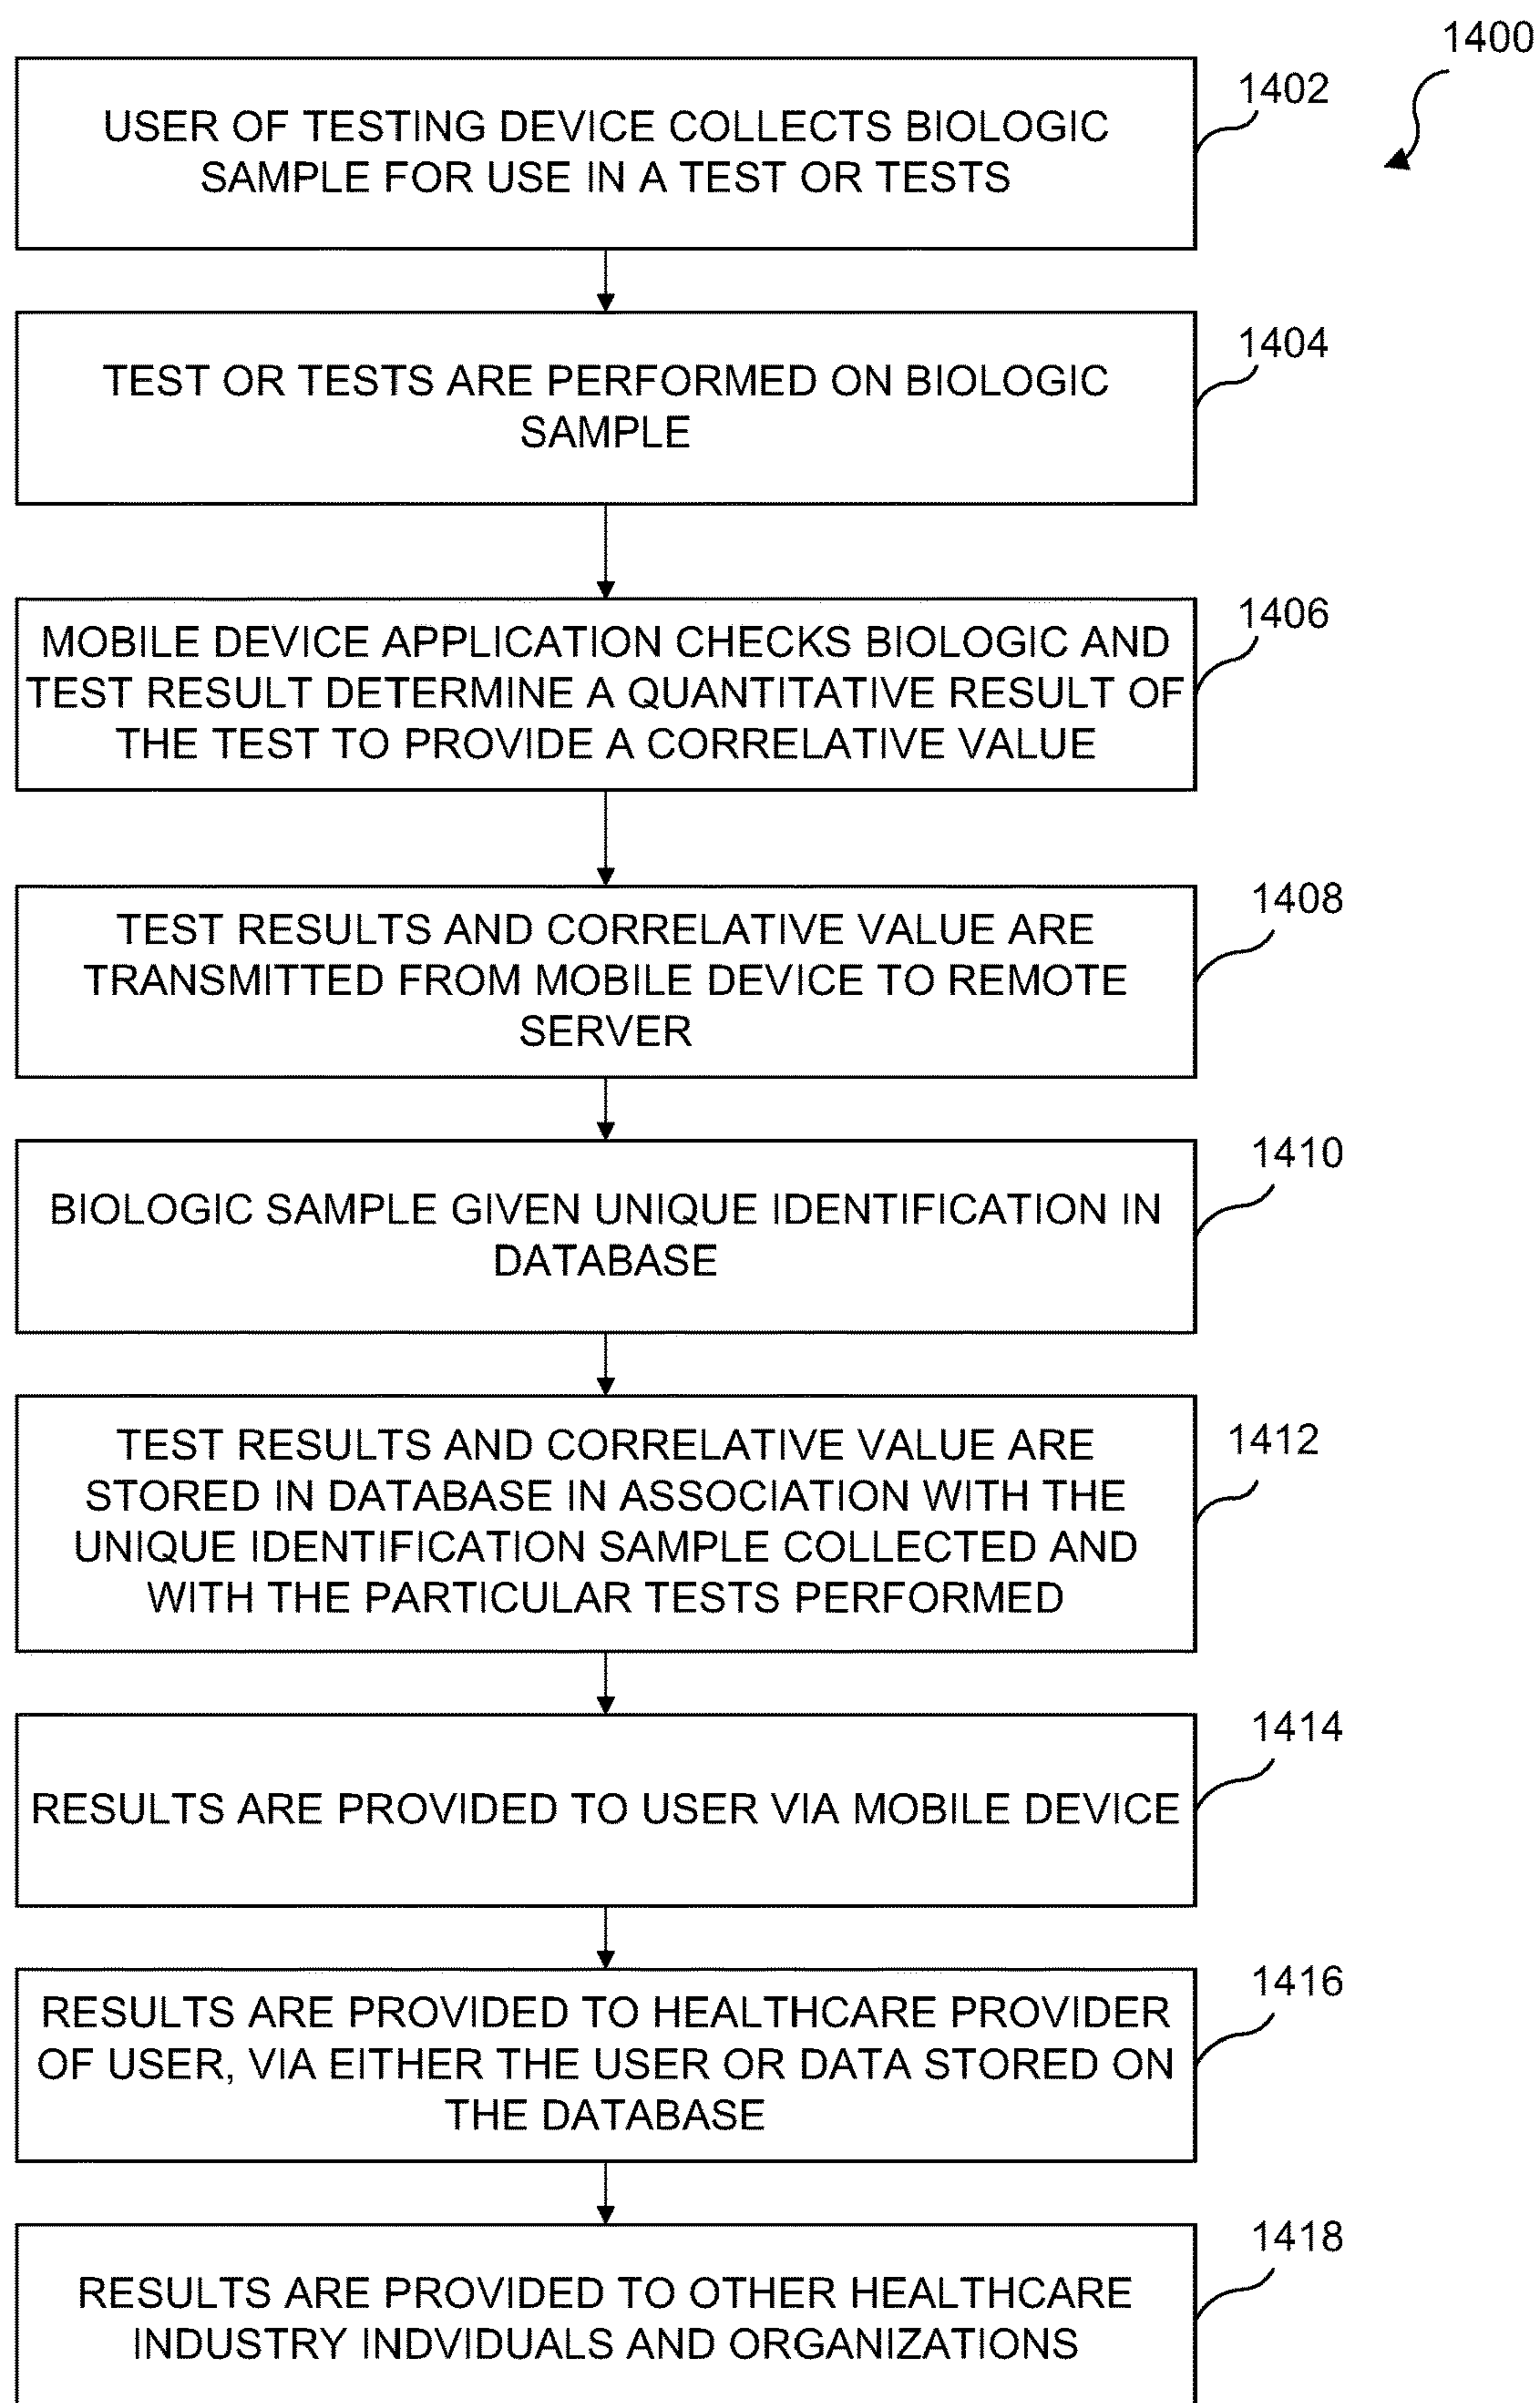 1400
1402
USER OF TESTING DEVICE COLLECTS BIOLOGIC
SAMPLE FOR USE IN A TEST OR TESTS
1404
TEST OR TESTS ARE PERFORMED ON BIOLOGIC
SAMPLE
1406
MOBILE DEVICE APPLICATION CHECKS BIOLOGIC AND
TEST RESULT DETERMINE A QUANTITATIVE RESULT OF
THE TEST TO PROVIDE A CORRELATIVE VALUE
1408
TEST RESULTS AND CORRELATIVE VALUE ARE
TRANSMITTED FROM MOBILE DEVICE TO REMOTE
SERVER
1410
BIOLOGIC SAMPLE GIVEN UNIQUE IDENTIFICATION IN
DATABASE
1412
TEST RESULTS AND CORRELATIVE VALUE ARE
STORED IN DATABASE IN ASSOCIATION WITH THE
UNIQUE IDENTIFICATION SAMPLE COLLECTED AND
WITH THE PARTICULAR TESTS PERFORMED
1414
RESULTS ARE PROVIDED TO USER VIA MOBILE DEVICE
1416
RESULTS ARE PROVIDED TO HEALTHCARE PROVIDER
OF USER, VIA EITHER THE USER OR DATA STORED ON
THE DATABASE
1418
RESULTS ARE PROVIDED TO OTHER HEALTHCARE
INDUSTRY INDVIDUALS AND ORGANIZATIONS